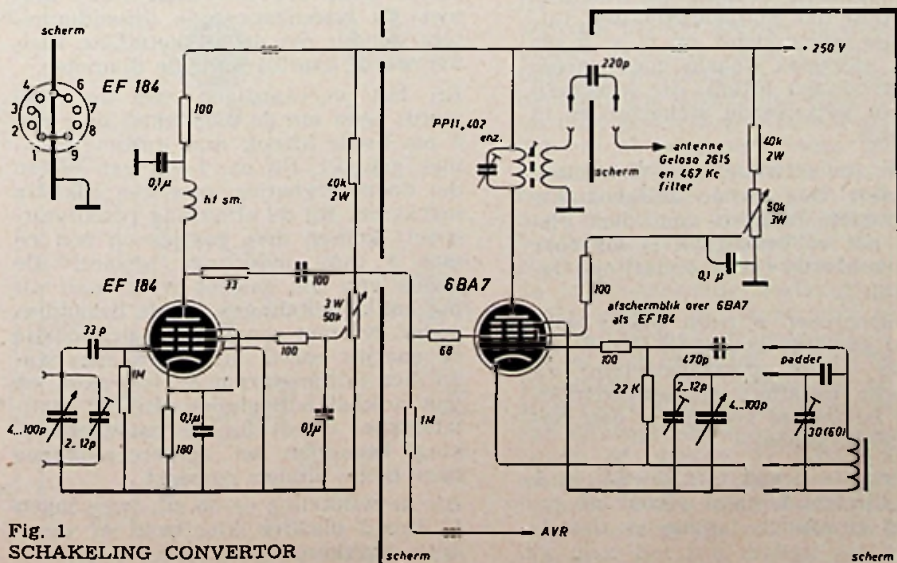 scherm
EF 184
4
6
3
7
2
8
1
9
100
0,1 µ
hf sm.
40k
2W
PP11,402
enz.
220p
scherm
antenne
Geloso 2615
en 467 Kc
filter
+ 250 V
40k
2W
50k
3W
0,1 µ
EF 184
33
100
3 W
50k
6BA7
100
afschermblik over 6BA7
als EF184
33 p
1M
100
68
100
470p
padder
4...100p
2-12p
180
0,1µ
0,1µ
1M
22 K
2-12p
4...100p
30(60)
AVR
Fig. 1
SCHAKELING CONVERTOR
scherm
scherm